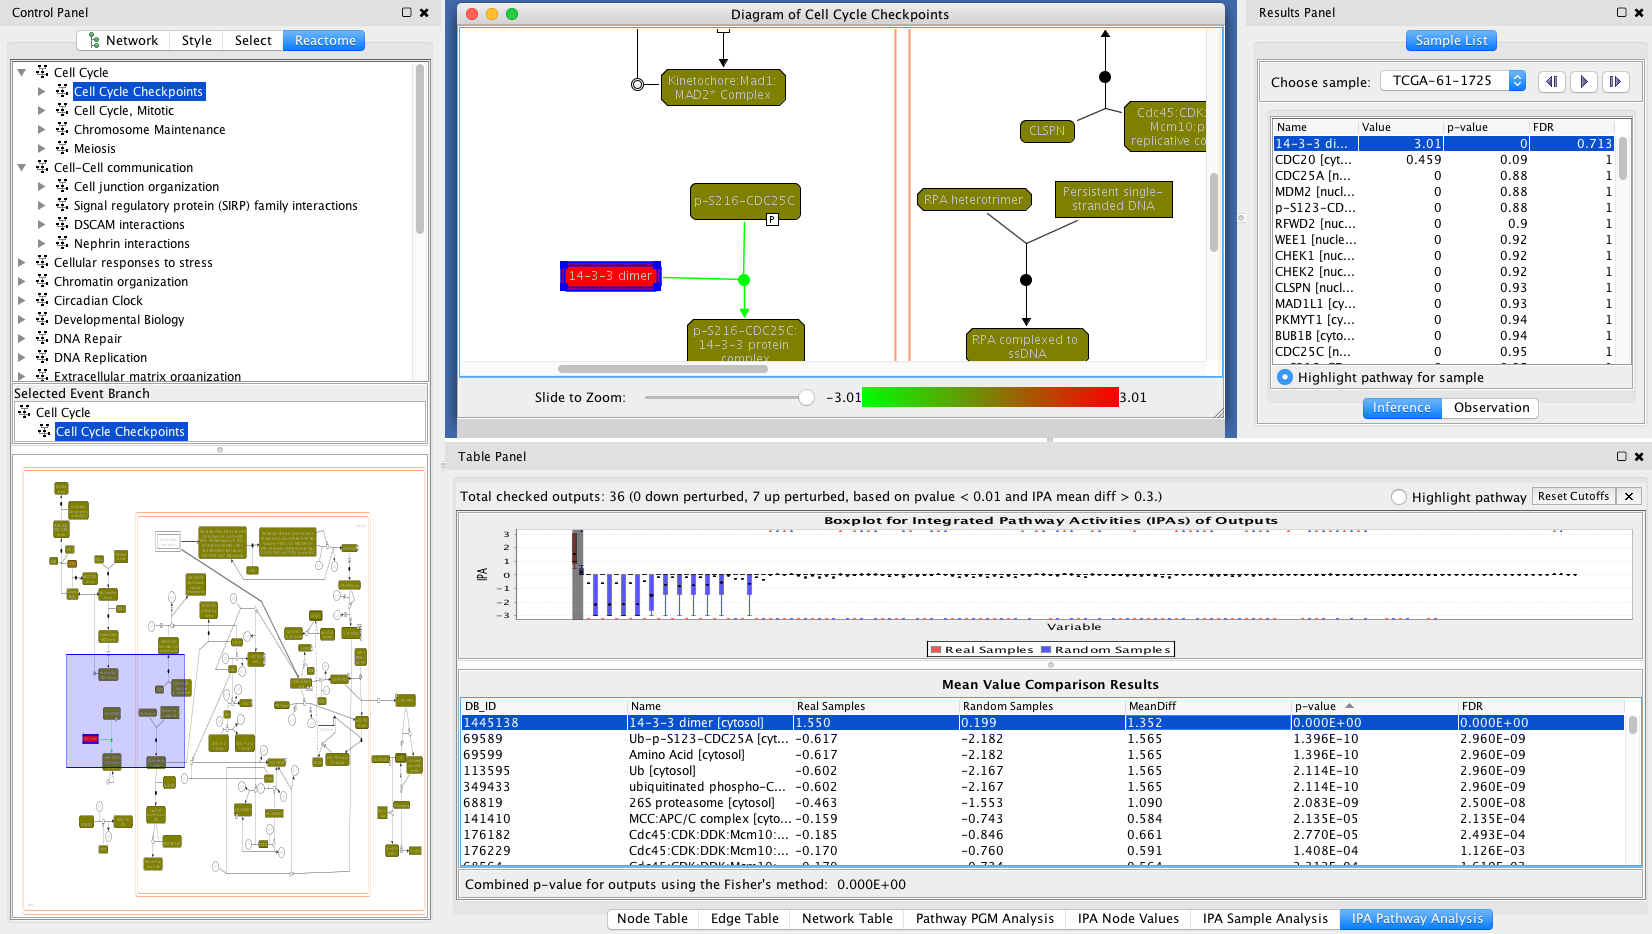 Control Panel
Network Style Select Reactome
Cell Cycle
Cell Cycle Checkpoints
Cell Cycle, Mitotic
Chromosome Maintenance
Meiosis
Cell-Cell communication
Cell junction organization
Signal regulatory protein (SIRP) family interactions
DSCAM interactions
Nephrin interactions
Cellular responses to stress
Chromatin organization
Circadian Clock
Developmental Biology
DNA Repair
DNA Replication
Extracellular matrix organization
Selected Event Branch
Cell Cycle
Cell Cycle Checkpoints
Diagram of Cell Cycle Checkpoints
Kinetochore:Mad1:
MAD2* Complex
CLSPN
Cdc45:CDK:
Mcm10:p
replicative co
p-S216-CDC25C
P
RPA heterotrimer
Persistent single-
stranded DNA
14-3-3 dimer
p-S216-CDC25C:
14-3-3 protein
complex
RPA complexed to
ssDNA
Slide to Zoom: -3.01 3.01
Results Panel
Sample List
Choose sample: TCGA-61-1725
Name Value p-value FDR
14-3-3 di... 3.01 0 0.713
CDC20 [cyt... 0.459 0.09 1
CDC25A [n... 0 0.88 1
MDM2 [nucl... 0 0.88 1
p-S123-CD... 0 0.88 1
RFWD2 [nuc... 0 0.9 1
WEE1 [nucle... 0 0.92 1
CHEK1 [nuc... 0 0.92 1
CHEK2 [nuc... 0 0.92 1
CLSPN [nucl... 0 0.93 1
MAD1L1 [cy... 0 0.93 1
PKMYT1 [cy... 0 0.94 1
BUB1B [cyto... 0 0.94 1
CDC25C [n... 0 0.95 1
Highlight pathway for sample
Inference Observation
Table Panel
Total checked outputs: 36 (0 down perturbed, 7 up perturbed, based on pvalue < 0.01 and IPA mean diff > 0.3.) Highlight pathway Reset Cutoffs
Boxplot for Integrated Pathway Activities (IPAs) of Outputs
IPA
3
2
1
0
-1
-2
-3
Variable
Real Samples Random Samples
Mean Value Comparison Results
DB_ID Name Real Samples Random Samples MeanDiff p-value FDR
1445138 14-3-3 dimer [cytosol] 1.550 0.199 1.352 0.000E+00 0.000E+00
69589 Ub-p-S123-CDC25A [cyt... -0.617 -2.182 1.565 1.396E-10 2.960E-09
69599 Amino Acid [cytosol] -0.617 -2.182 1.565 1.396E-10 2.960E-09
113595 Ub [cytosol] -0.602 -2.167 1.565 2.114E-10 2.960E-09
349433 ubiquitinated phospho-C... -0.602 -2.167 1.565 2.114E-10 2.960E-09
68819 26S proteasome [cytosol] -0.463 -1.553 1.090 2.083E-09 2.500E-08
141410 MCC:APC/C complex [cyto... -0.159 -0.743 0.584 2.135E-05 2.135E-04
176182 Cdc45:CDK:DDK:Mcm10:... -0.185 -0.846 0.661 2.770E-05 2.493E-04
176229 Cdc45:CDK:DDK:Mcm10:... -0.170 -0.760 0.591 1.408E-04 1.126E-03
Combined p-value for outputs using the Fisher's method: 0.000E+00
Node Table Edge Table Network Table Pathway PGM Analysis IPA Node Values IPA Sample Analysis IPA Pathway Analysis